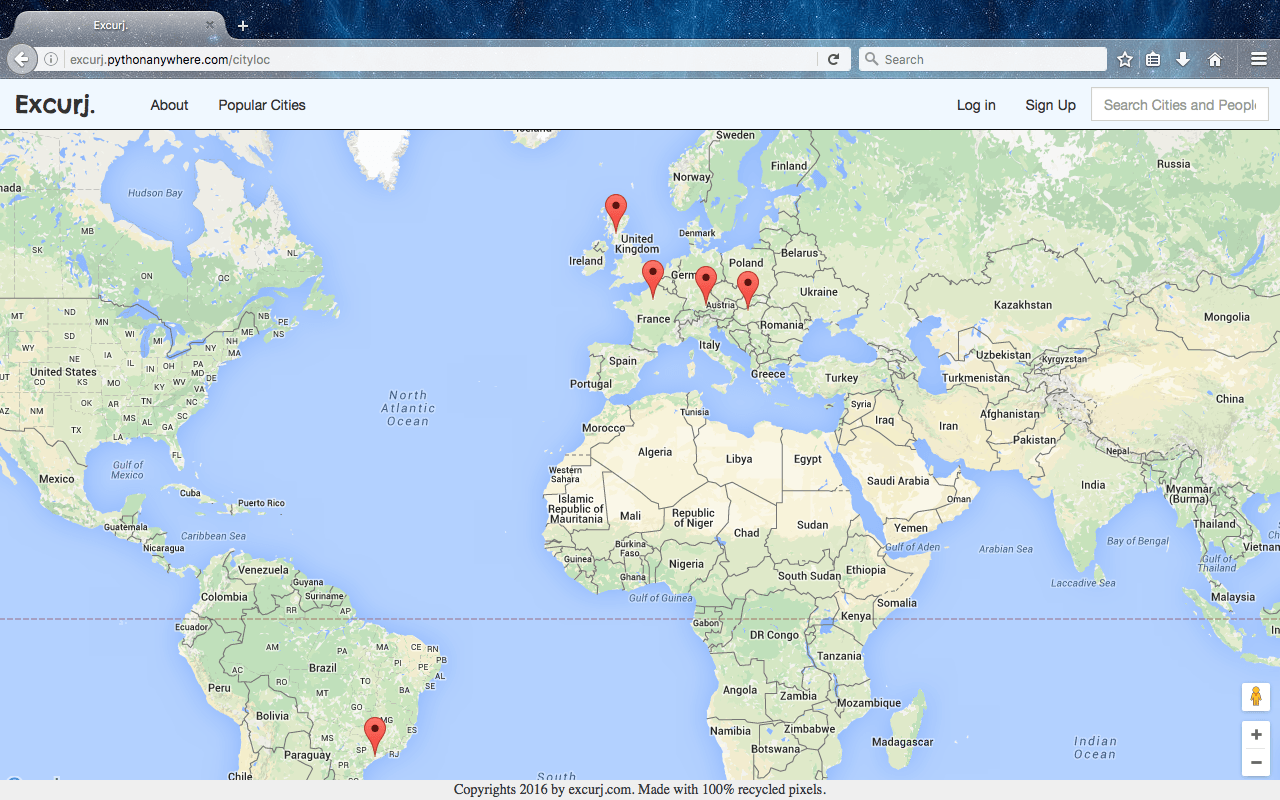 Excurj.
excurj.pythonanywhere.com/cityloc
Search
Excurj.
About
Popular Cities
Log in
Sign Up
Search Cities and People
Sweden
Finland
Russia
Norway
Hudson Bay
MB
SK
NL
ON
QC
United
Kingdom
Denmark
Ireland
Belarus
Poland
Ukraine
Austria
Kazakhstan
Mongolia
France
Romania
MT
ND
MN
NB
PE
ME
NS
SD
WI
MI
NY
NH
MA
WY
NE
IA
Italy
Uzbekistan
Kyrgyzstan
United States
IL
IN
OH
PA
MD
NJ
DE
CO
KS
MO
KY
WV
VA
Spain
Greece
Turkey
Turkmenistan
Portugal
North
Atlantic
Ocean
China
NM
OK
AR
TN
NC
MS
AL
SC
GA
TX
LA
FL
Tunisia
Syria
Iraq
Iran
Afghanistan
Pakistan
Morocco
Algeria
Libya
Egypt
Nepal
Gulf of
Mexico
Mexico
Western
Sahara
Saudi Arabia
India
Myanmar
(Burma)
Cuba
Puerto Rico
Islamic
Republic of
Mauritania
Mali
Republic
of Niger
Chad
Sudan
Oman
Yemen
Thailand
Guatemala
Caribbean Sea
Nicaragua
Burkina
Faso
Guinea
Ghana
Nigeria
Gulf of Aden
Arabian Sea
Bay of Bengal
Gulf of
Thailand
Venezuela
Guyana
Suriname
Colombia
South Sudan
Ethiopia
Laccadive Sea
Malaysia
RR
AP
Gulf of Guinea
Somalia
Ecuador
Gabon
Kenya
DR Congo
AM
PA
MA
CE
RN
Tanzania
AC
Brazil
PI
PE
AL
SE
RO
TO
BA
Peru
MT
GO
Angola
Zambia
Mozambique
Bolivia
MG
ES
Namibia
Zimbabwe
Botswana
Madagascar
MS
SP
RJ
Paraguay
PR
Indian
Ocean
Chile
South
Copyrights 2016 by excurj.com. Made with 100% recycled pixels.